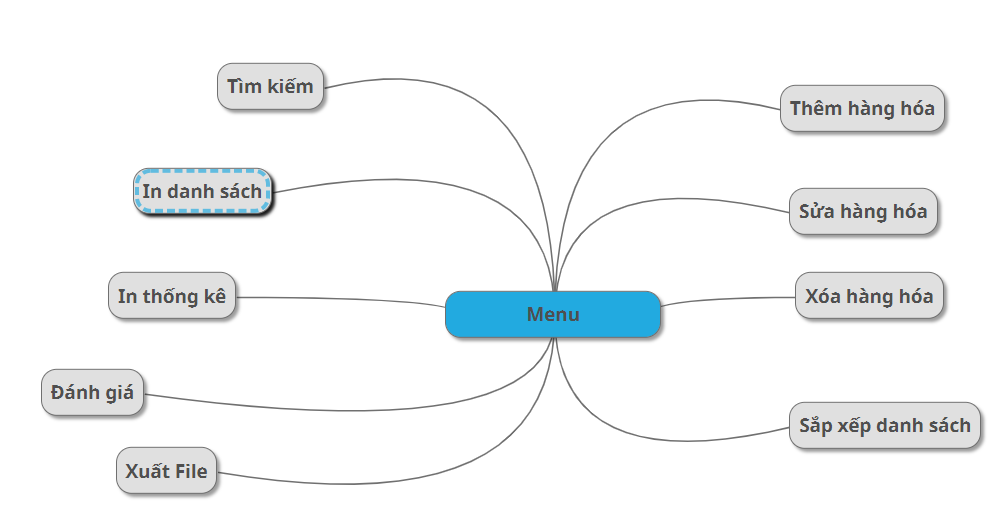 Tìm kiếm
Thêm hàng hóa
In danh sách
Sửa hàng hóa
In thống kê
Xóa hàng hóa
Menu
Đánh giá
Sắp xếp danh sách
Xuất File